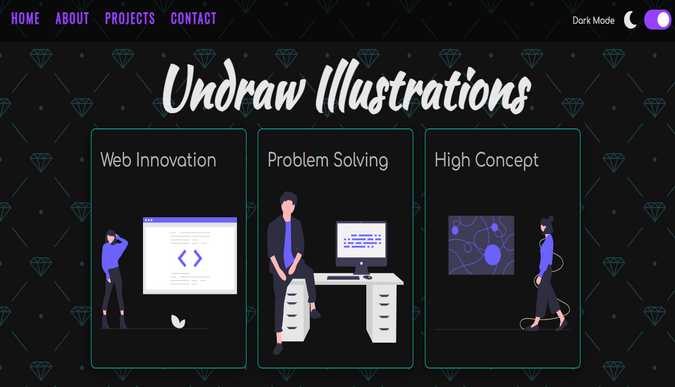 HOME ABOUT PROJECTS CONTACT
Dark Mode
Undraw Illustrations
Web Innovation
Problem Solving
High Concept